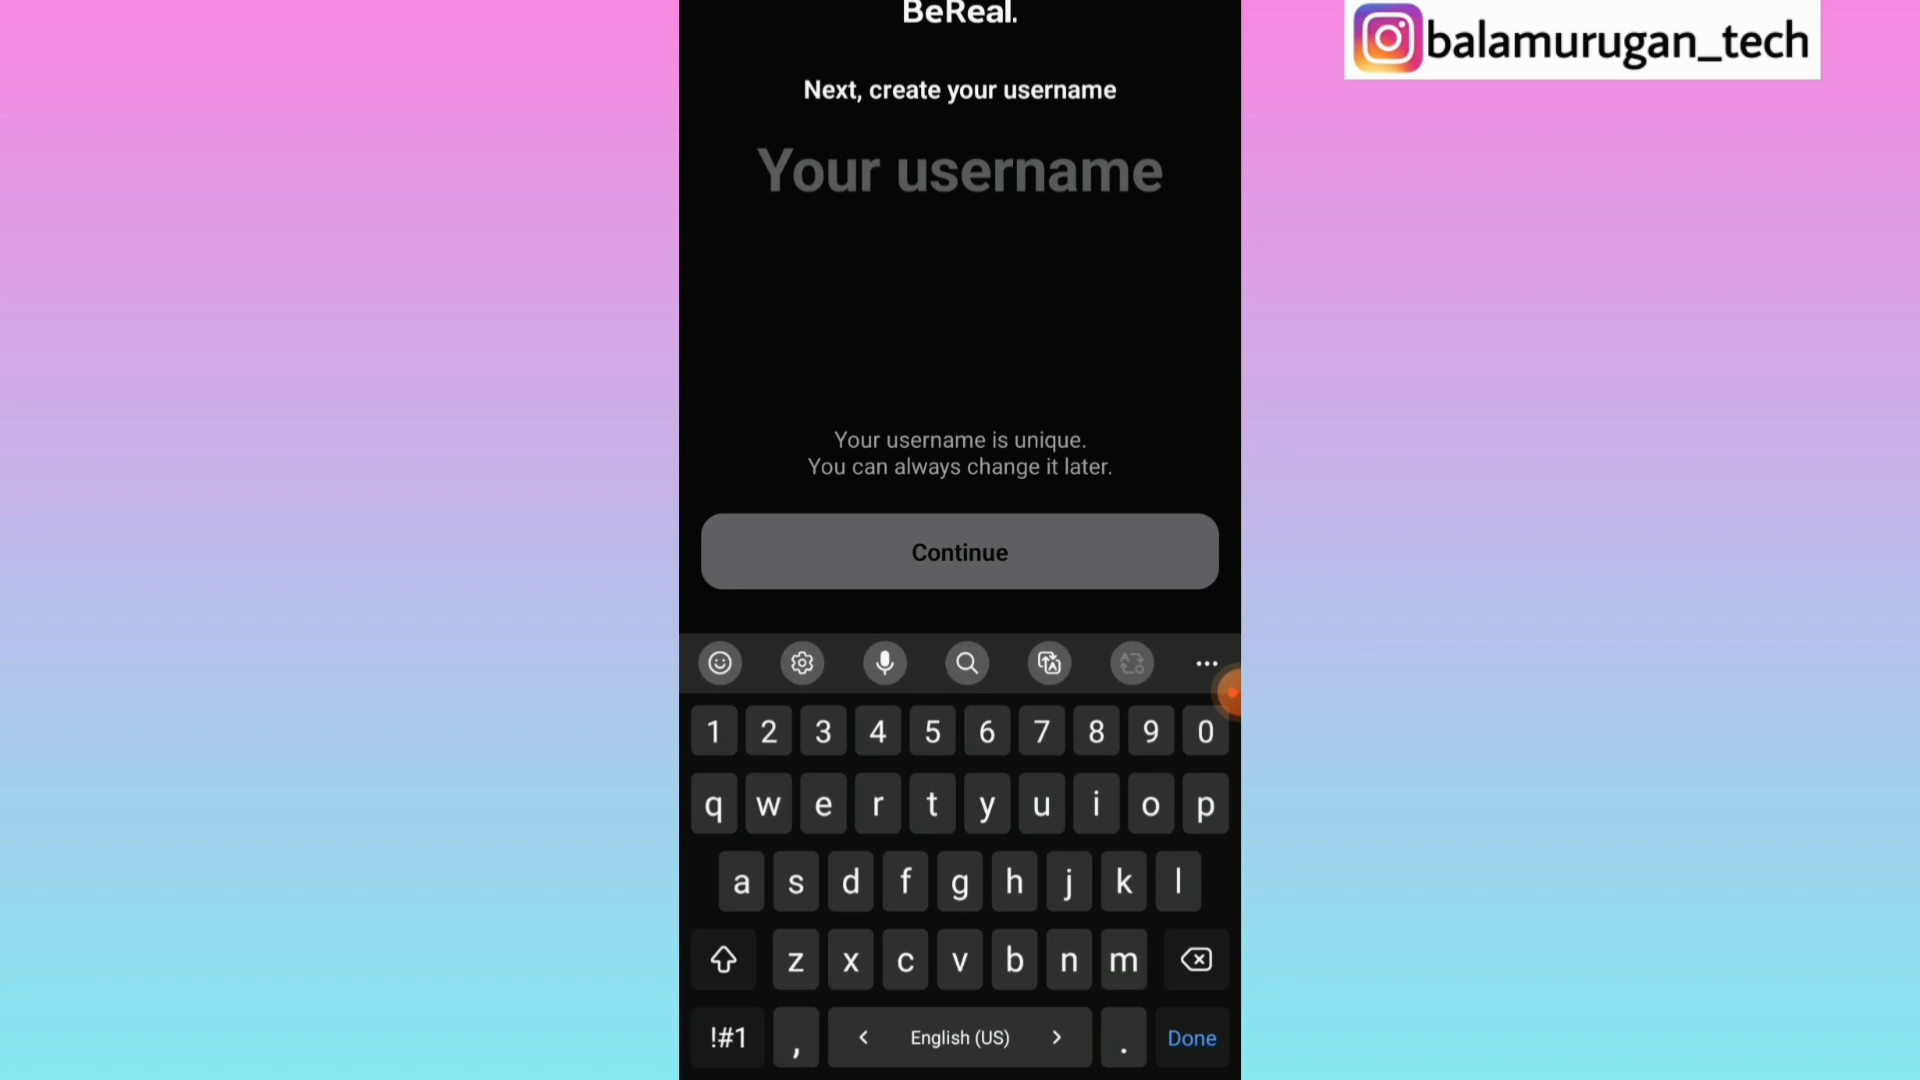 BeReal.
balamurugan_tech
Next, create your username
Your username
Your username is unique.
You can always change it later.
Continue
1 2 3 4 5 6 7 8 9 0
q w e r t y u i o p
a s d f g h j k l
z x c v b n m
!#1 , < English (US) > . Done